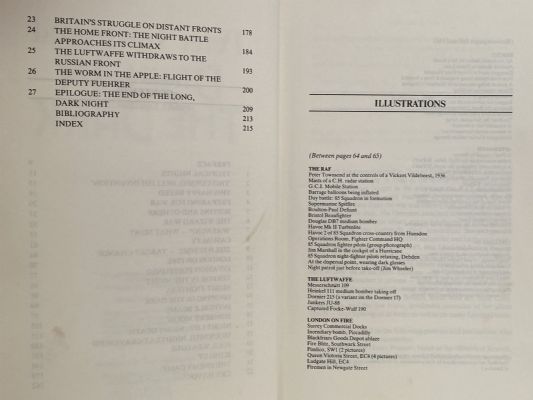 23 BRITAIN'S STRUGGLE ON DISTANT FRONTS 178
24 THE HOME FRONT: THE NIGHT BATTLE
APPROACHES ITS CLIMAX 184
25 THE LUFTWAFFE WITHDRAWS TO THE
RUSSIAN FRONT 193
26 THE WORM IN THE APPLE: FLIGHT OF THE
DEPUTY FUEHRER 200
27 EPILOGUE: THE END OF THE LONG,
DARK NIGHT 209
BIBLIOGRAPHY 213
INDEX 215
ILLUSTRATIONS
(Between pages 64 and 65)
THE RAF
Peter Townsend at the controls of a Vickers Vildebeest, 1936
Masts of a C.H. radar station
G.C.I. Mobile Station
Barrage balloons being inflated
Day battle: 85 Squadron in formation
Supermarine Spitfire
Boulton-Paul Defiant
Bristol Beaufighter
Douglas DB7 medium bomber
Havoc Mk II Turbinlite
Havoc 2 of 85 Squadron cross-country from Hunsdon
Operations Room, Fighter Command HQ
85 Squadron fighter pilots (group photograph)
Jim Marshall in the cockpit of a Hurricane
85 Squadron night-fighter pilots relaxing, Debden
At the dispersal point, wearing dark glasses
Night patrol just before take-off (Jim Wheeler)
THE LUFTWAFFE
Messerschmitt 109
Heinkel 111 medium bomber taking off
Dornier 215 (a variant on the Dornier 17)
Junkers JU-88
Captured Focke-Wulf 190
LONDON ON FIRE
Surrey Commercial Docks
Incendiary bomb, Piccadilly
Blackfriars Goods Depot ablaze
Fire Blitz, Southwark Street
Pimlico, SW1 (2 pictures)
Queen Victoria Street, EC4 (4 pictures)
Ludgate Hill, EC4
Firemen in Newgate Street